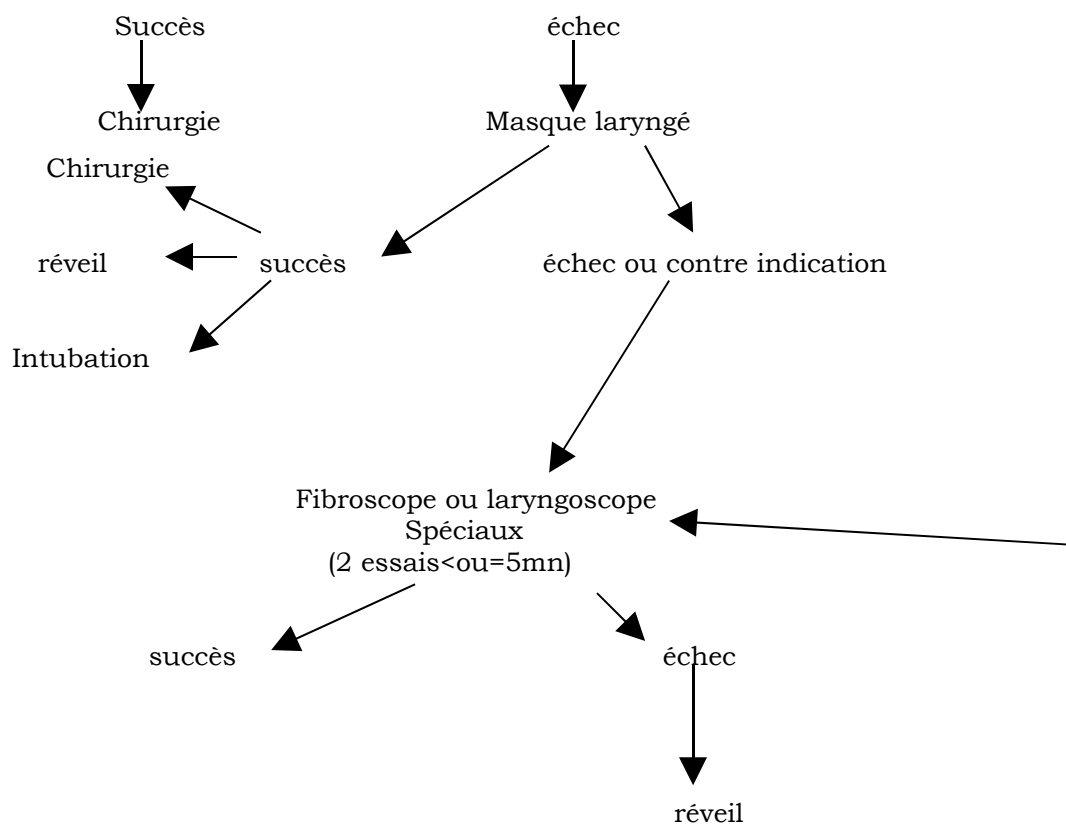 Succès
échec
Chirurgie
Masque laryngé
Chirurgie
réveil
succès
échec ou contre indication
Intubation
Fibroscope ou laryngoscope
Spéciaux
(2 essais<ou=5mn)
succès
échec
réveil